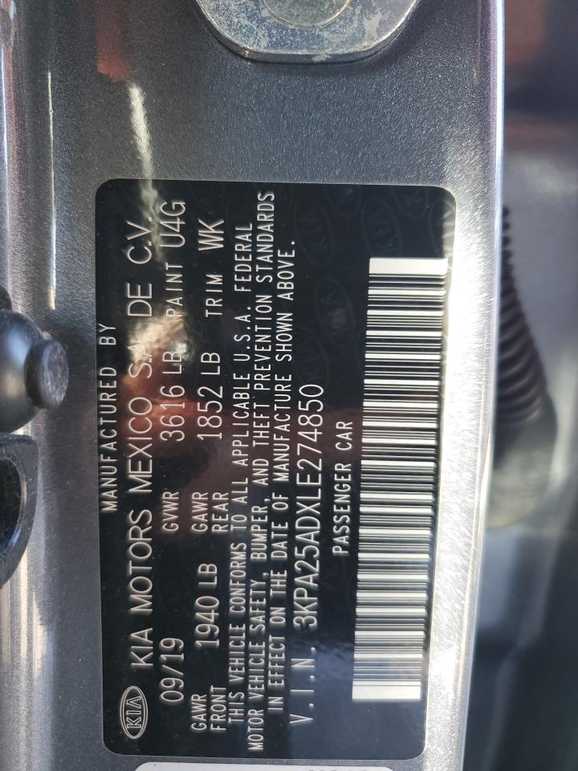 MANUFACTURED BY
KIA KIA MOTORS MEXICO S.A. DE C.V.
09/19 GVWR 3616 LB PAINT U4G
GAWR FRONT 1940 LB GAWR REAR 1852 LB TRIM WK
THIS VEHICLE CONFORMS TO ALL APPLICABLE U.S.A. FEDERAL
MOTOR VEHICLE SAFETY, BUMPER, AND THEFT PREVENTION STANDARDS
IN EFFECT ON THE DATE OF MANUFACTURE SHOWN ABOVE.
V.I.N. 3KPA25ADXLE274850
PASSENGER CAR